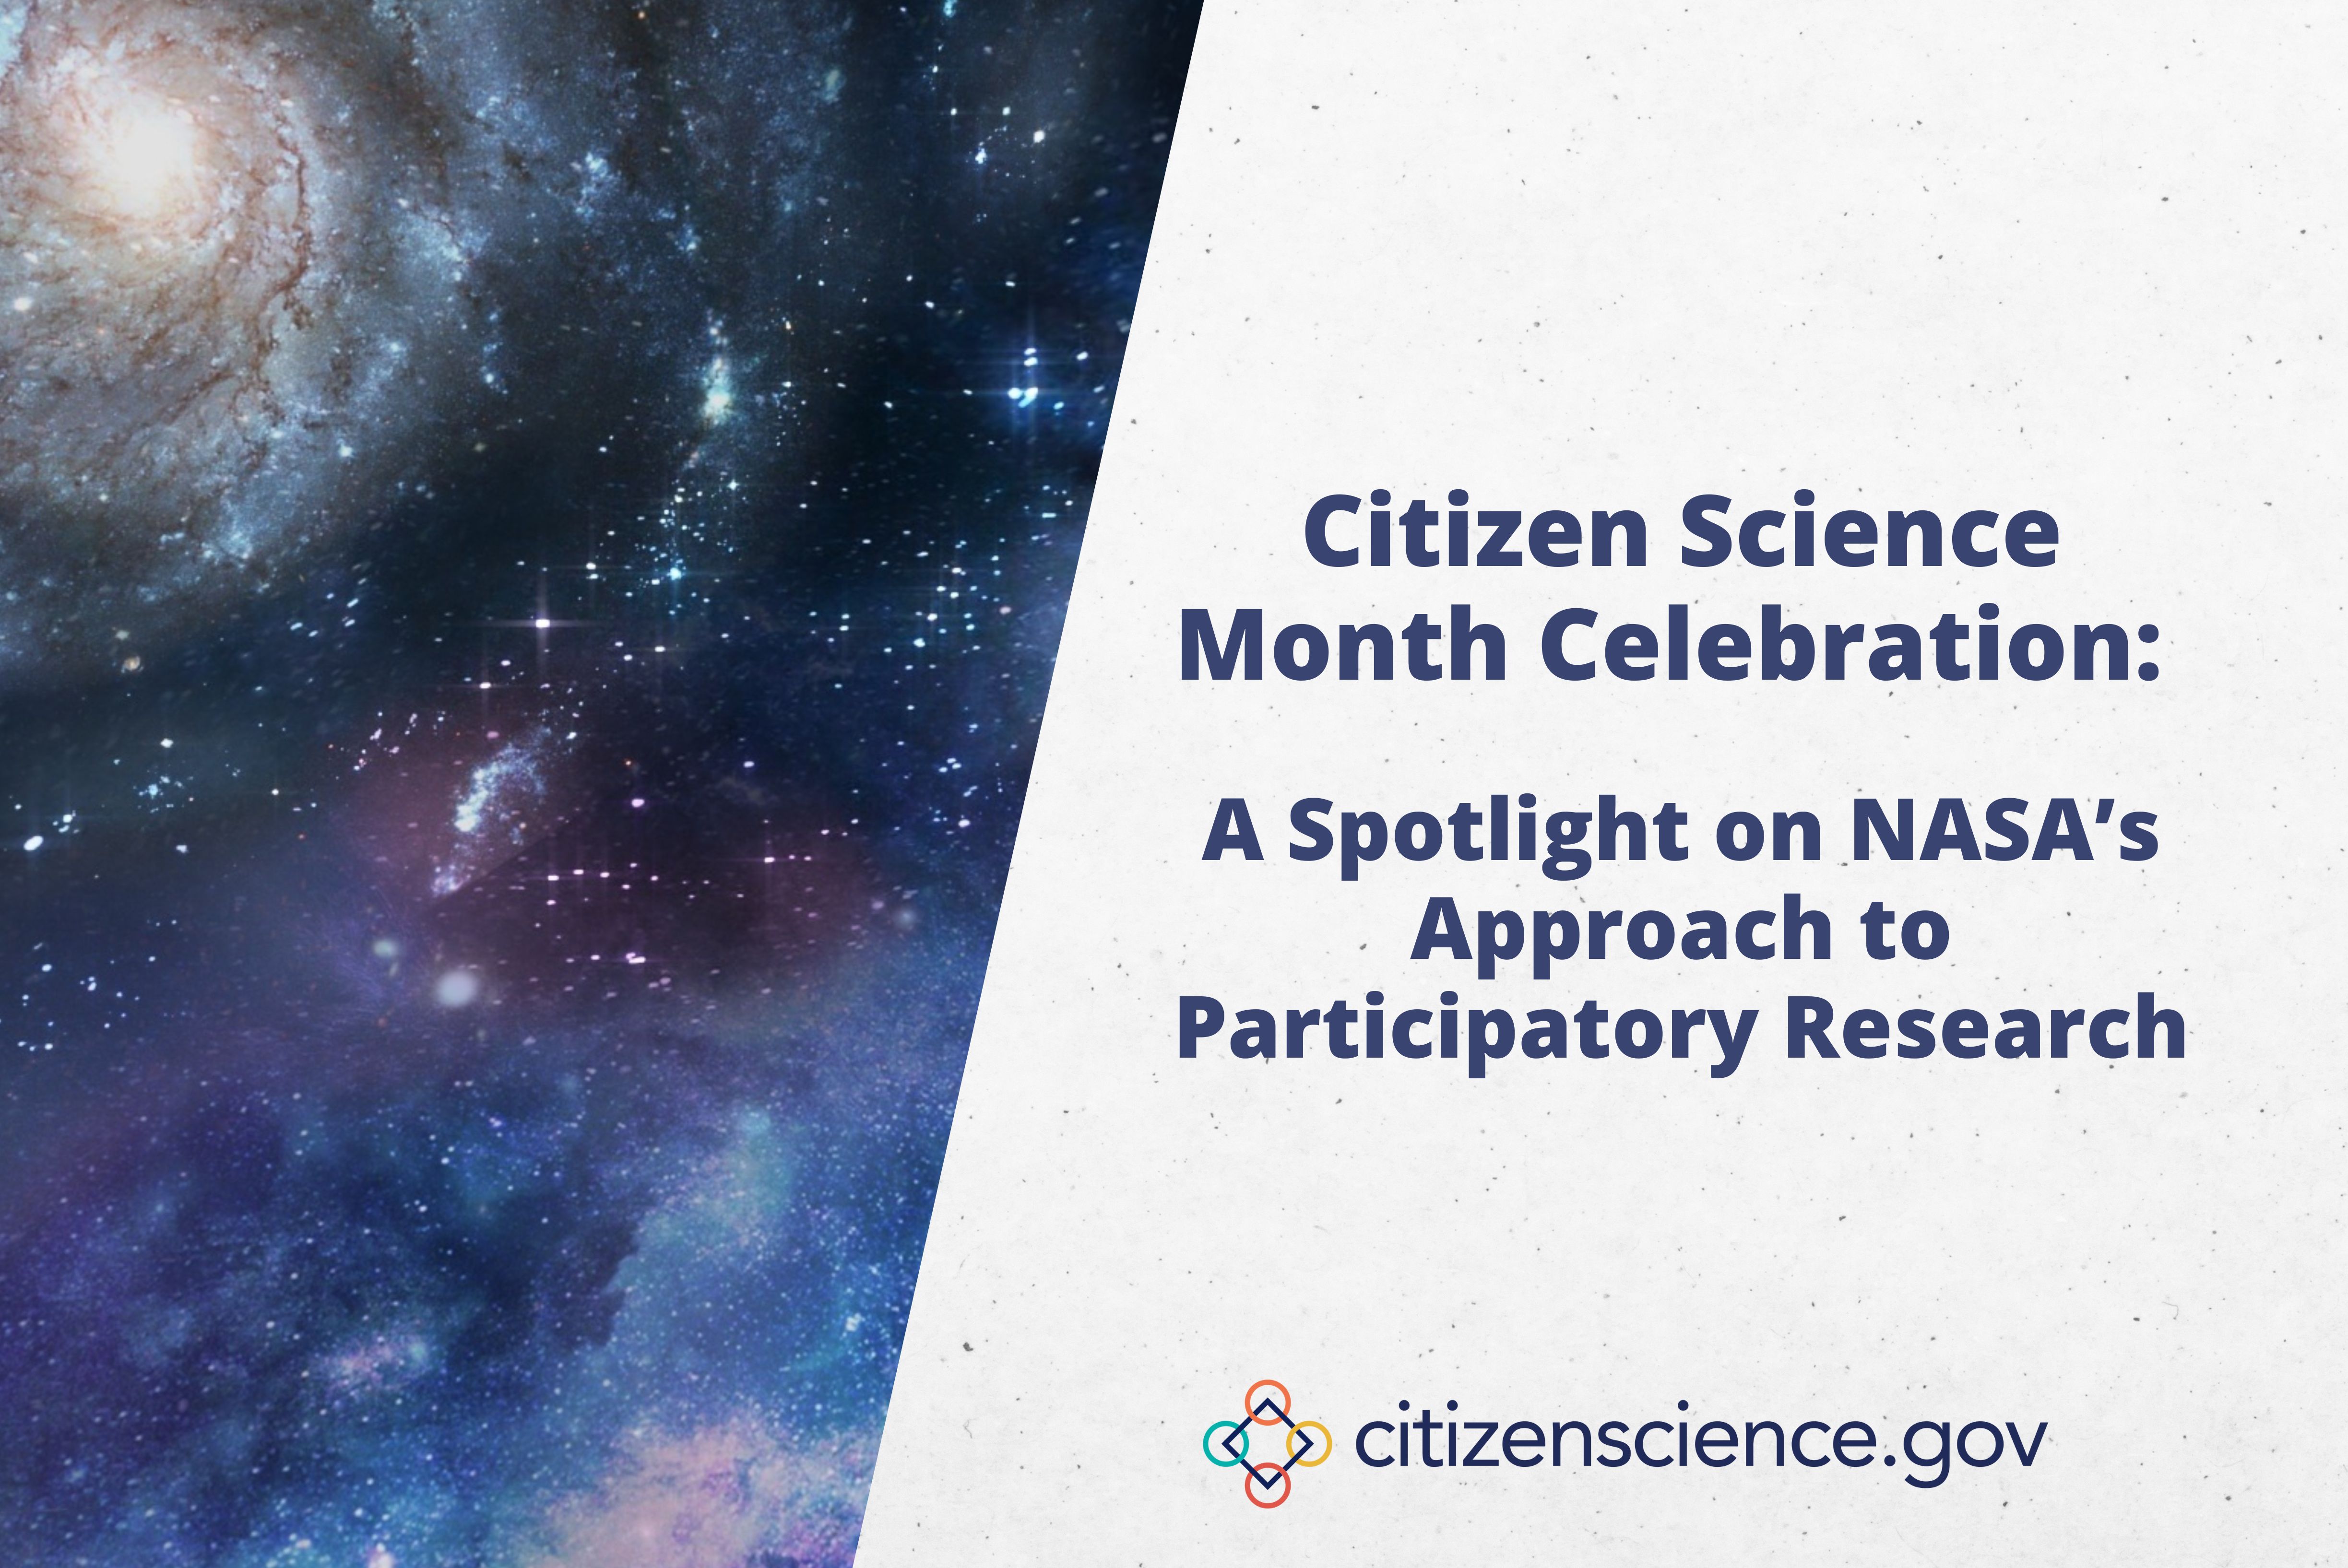 Citizen Science
Month Celebration:
A Spotlight on NASA’s
Approach to
Participatory Research
citizenscience.gov